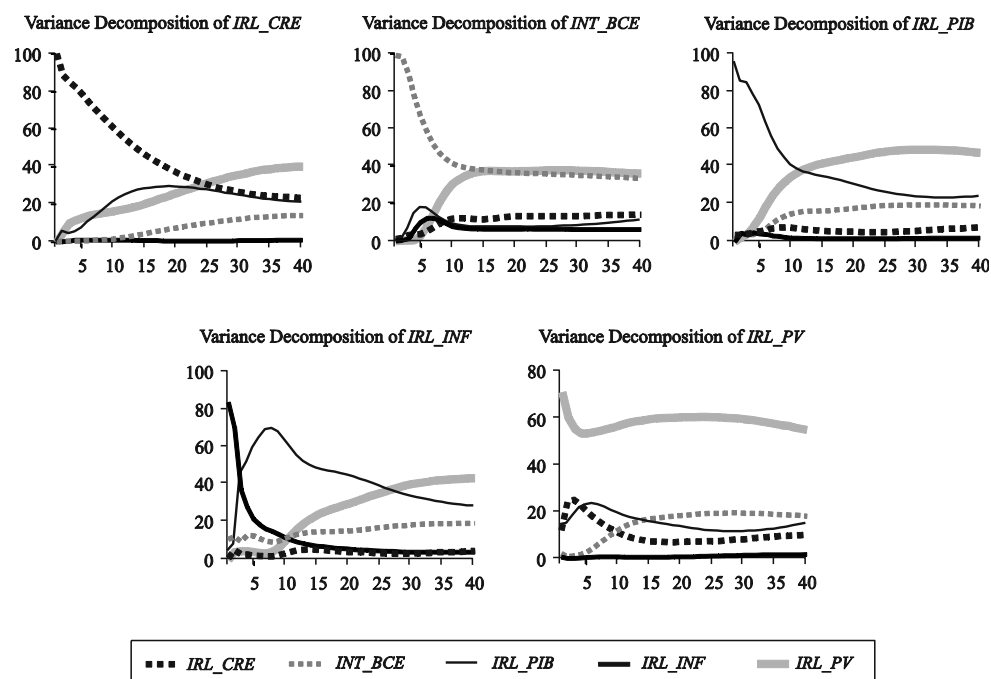 Variance Decomposition of IRL_CRE
100
80
60
40
20
0
5 10 15 20 25 30 35 40
Variance Decomposition of INT_BCE
100
80
60
40
20
0
5 10 15 20 25 30 35 40
Variance Decomposition of IRL_PIB
100
80
60
40
20
0
5 10 15 20 25 30 35 40
Variance Decomposition of IRL_INF
100
80
60
40
20
0
5 10 15 20 25 30 35 40
Variance Decomposition of IRL_PV
80
60
40
20
0
5 10 15 20 25 30 35 40
IRL_CRE INT_BCE IRL_PIB IRL_INF IRL_PV